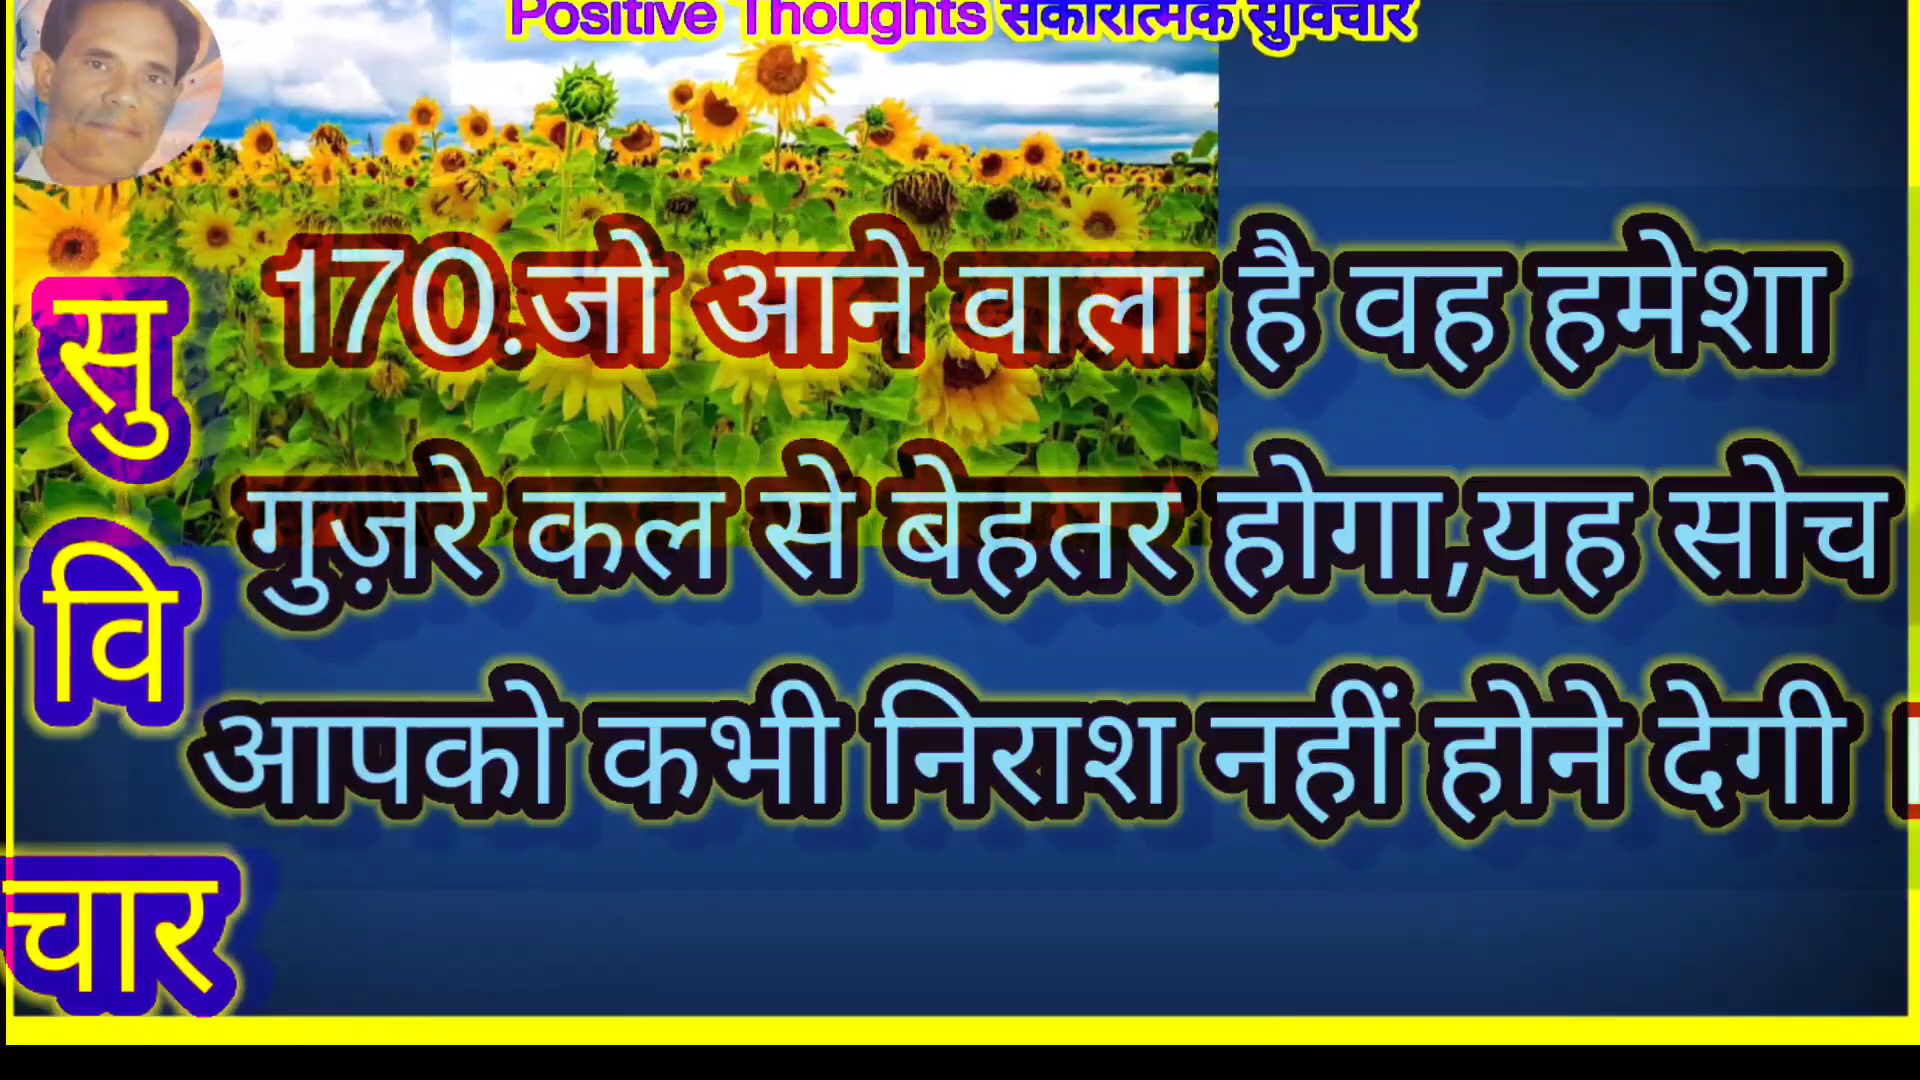 Positive Thoughts सकारात्मक सुविचार
170.जो आने वाला है वह हमेशा
गुज़रे कल से बेहतर होगा,यह सोच
आपको कभी निराश नहीं होने देगी ।
सु
वि
चार